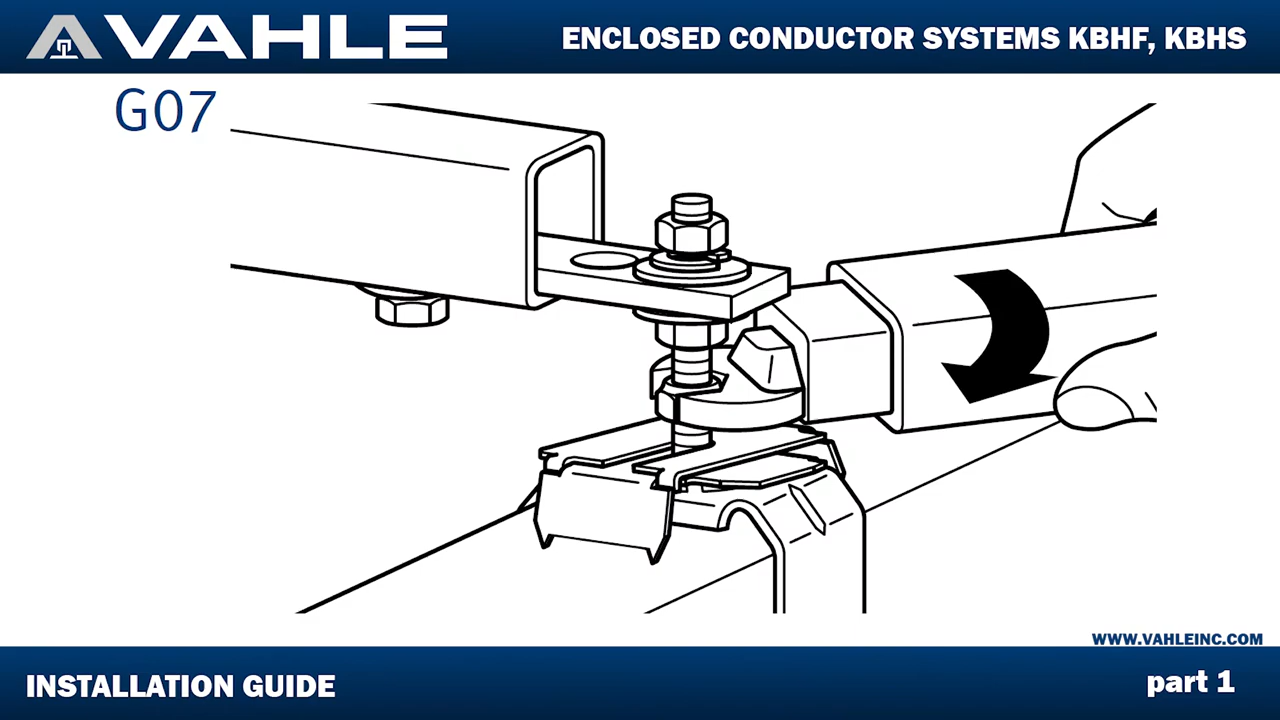 VAHLE
ENCLOSED CONDUCTOR SYSTEMS KBHF, KBHS
G07
WWW.VAHLEINC.COM
INSTALLATION GUIDE
part 1